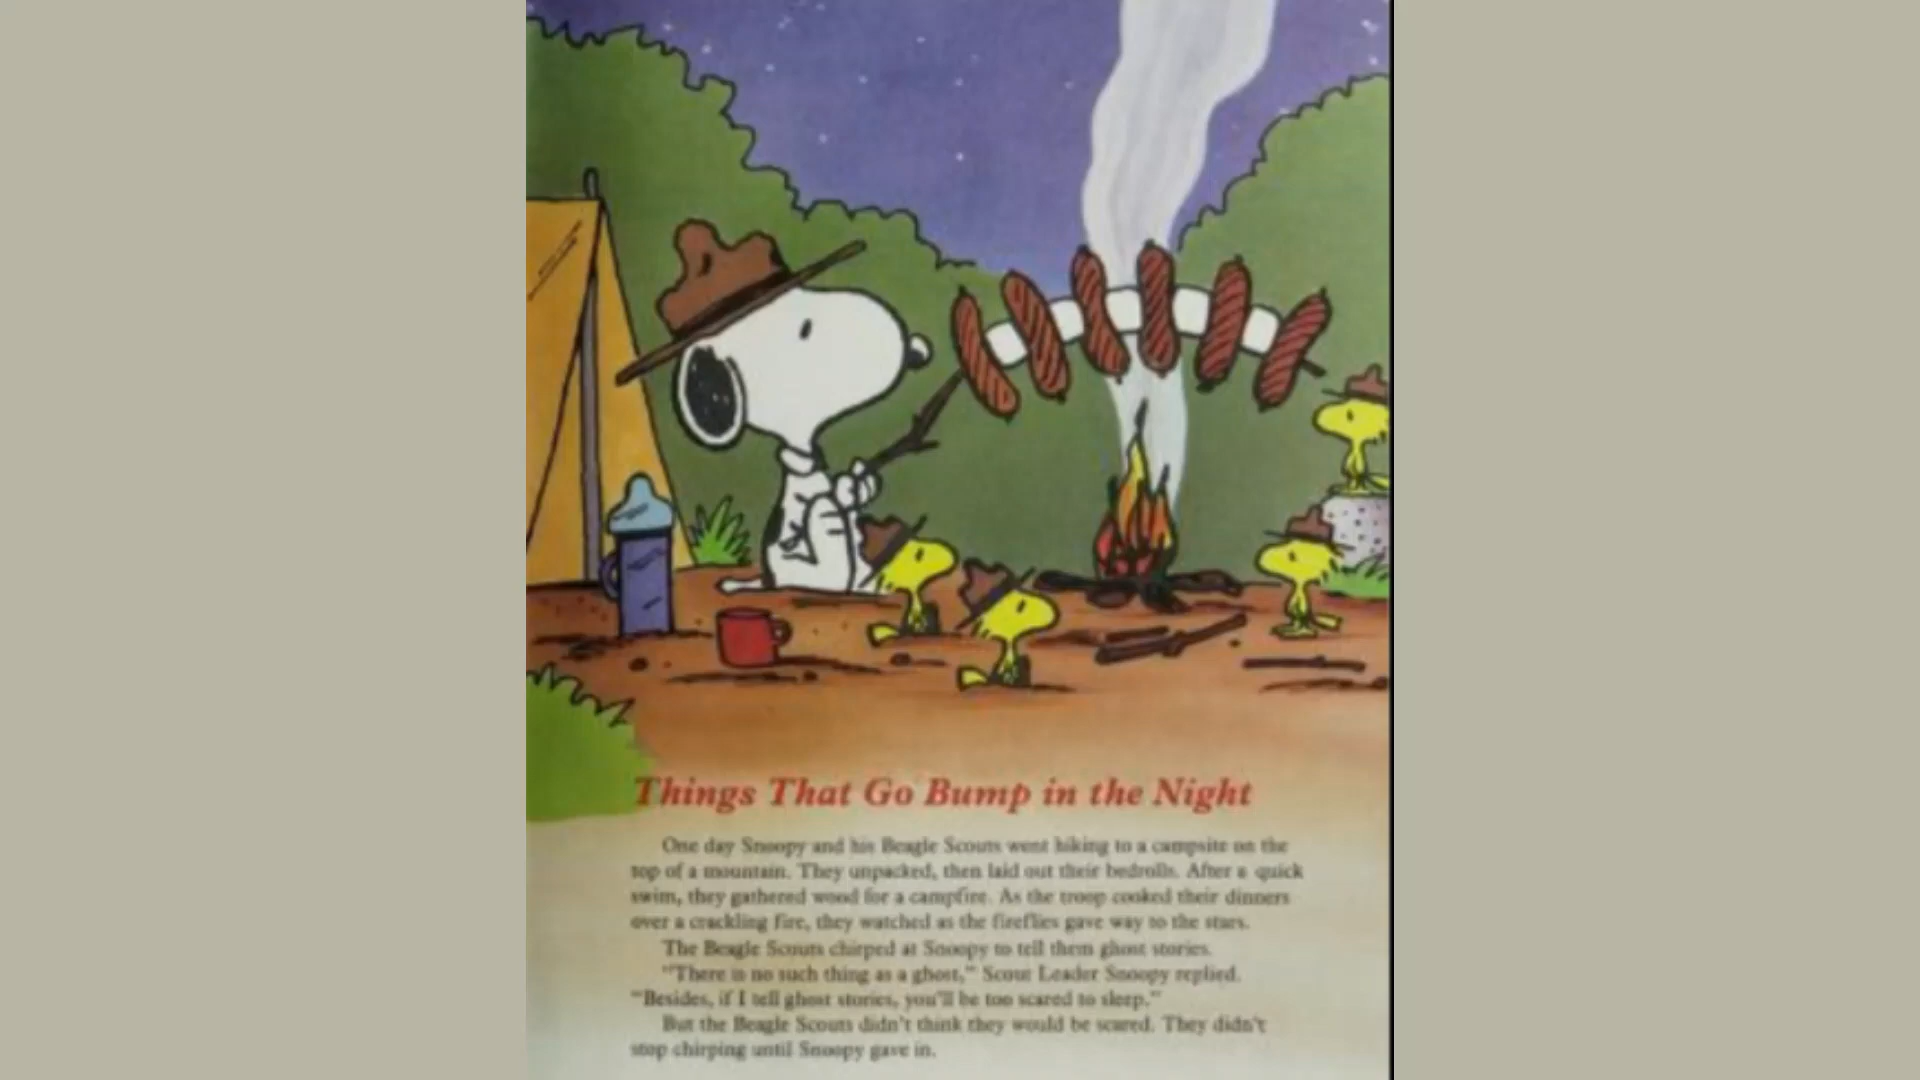 Things That Go Bump in the Night
One day Snoopy and his Beagle Scouts went hiking to a campsite on the
top of a mountain. They unpacked, then laid out their bedrolls. After a quick
swim, they gathered wood for a campfire. As the troop cooked their dinners
over a crackling fire, they watched as the fireflies gave way to the stars.
The Beagle Scouts chirped at Snoopy to tell them ghost stories.
"There is no such thing as a ghost," Scout Leader Snoopy replied.
"Besides, if I tell ghost stories, you'll be too scared to sleep."
But the Beagle Scouts didn't think they would be scared. They didn't
stop chirping until Snoopy gave in.